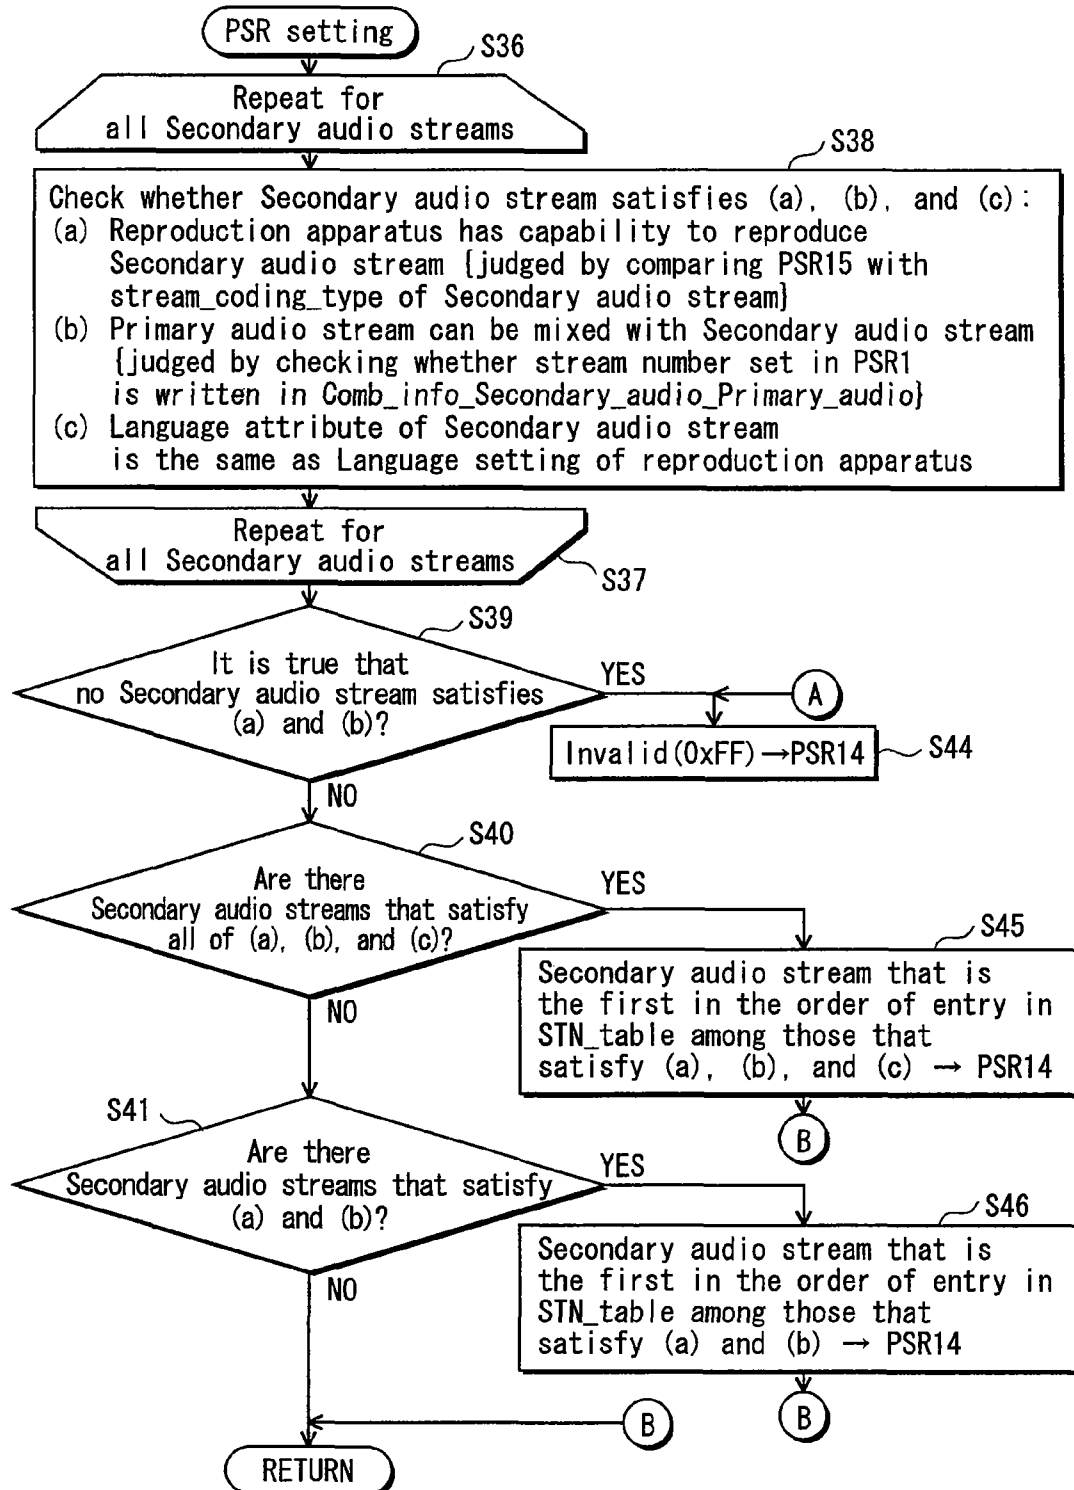 PSR setting
S36
Repeat for
all Secondary audio streams
S38
Check whether Secondary audio stream satisfies (a), (b), and (c):
(a) Reproduction apparatus has capability to reproduce
Secondary audio stream {judged by comparing PSR15 with
stream_coding_type of Secondary audio stream}
(b) Primary audio stream can be mixed with Secondary audio stream
{judged by checking whether stream number set in PSR1
is written in Comb_info_Secondary_audio_Primary_audio}
(c) Language attribute of Secondary audio stream
is the same as Language setting of reproduction apparatus
Repeat for
all Secondary audio streams
S37
S39
It is true that
no Secondary audio stream satisfies
(a) and (b)?
YES
A
Invalid(0xFF)→PSR14
S44
NO
S40
Are there
Secondary audio streams that satisfy
all of (a), (b), and (c)?
YES
S45
Secondary audio stream that is
the first in the order of entry in
STN_table among those that
satisfy (a), (b), and (c) → PSR14
B
NO
S41
Are there
Secondary audio streams that satisfy
(a) and (b)?
YES
S46
Secondary audio stream that is
the first in the order of entry in
STN_table among those that
satisfy (a) and (b) → PSR14
B
NO
B
RETURN